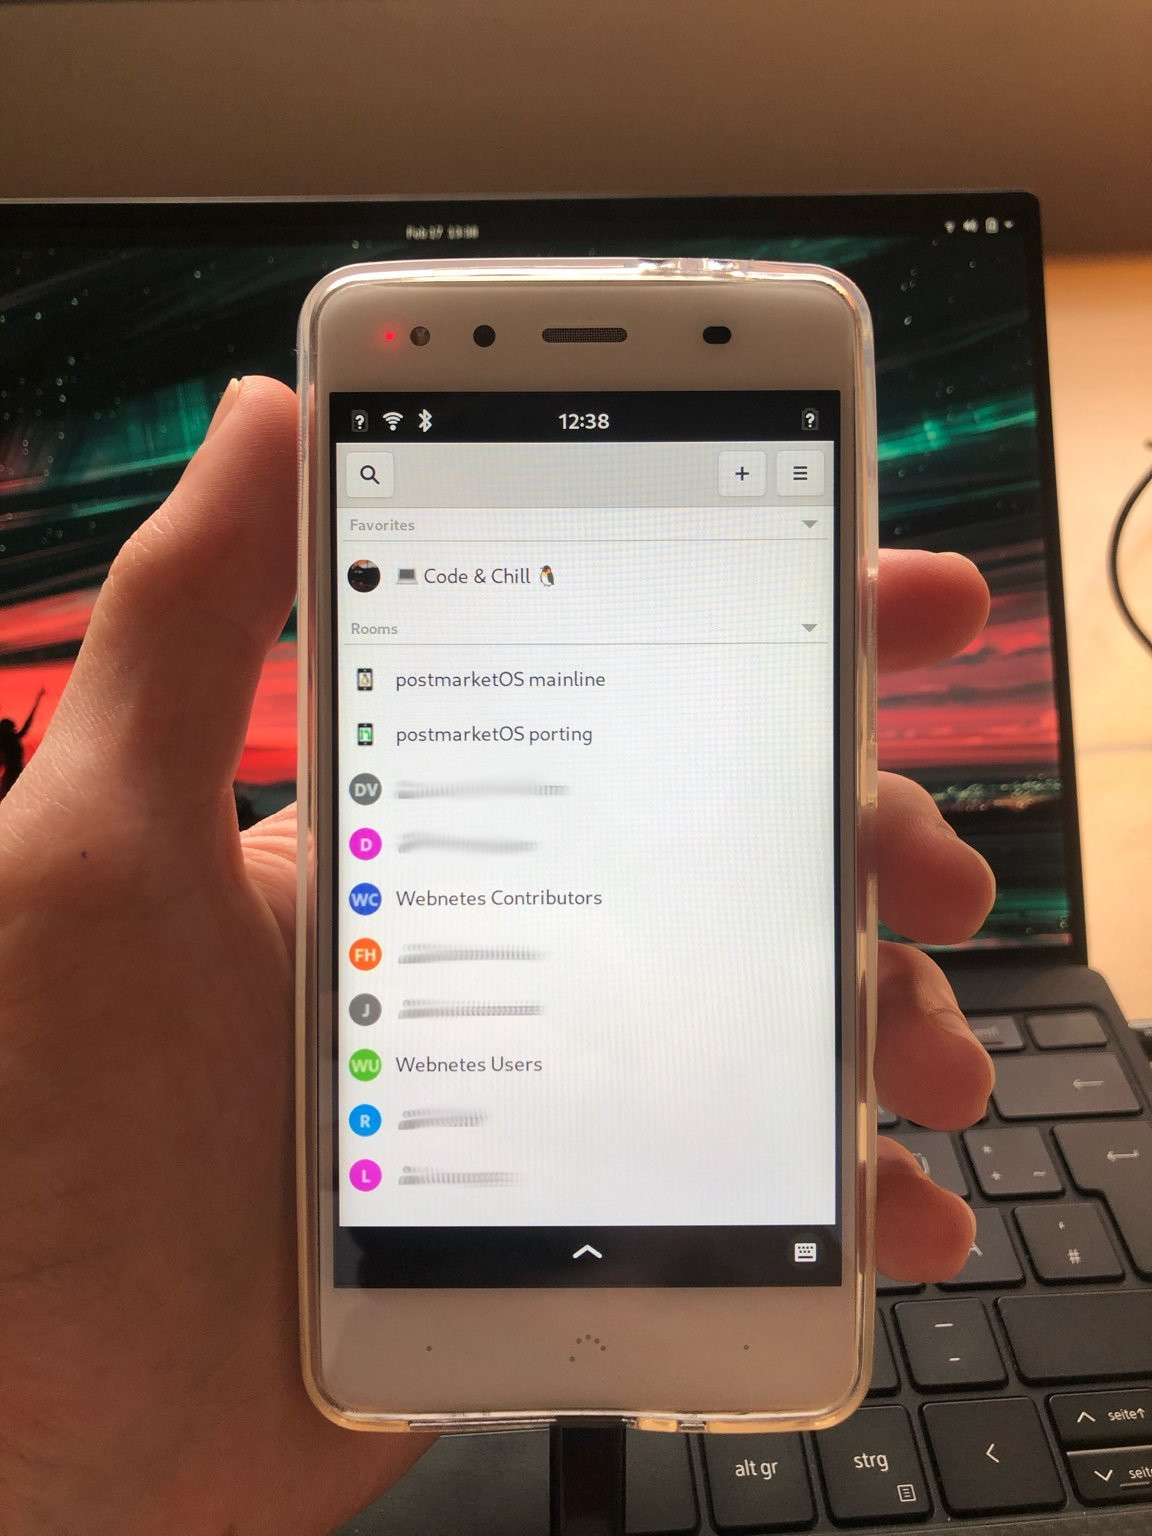 12:38
Favorites
💻 Code & Chill 🐧
Rooms
postmarketOS mainline
postmarketOS porting
DV
D
WC Webnetes Contributors
FH
J
WU Webnetes Users
R
L
#
alt gr
strg
seite↑